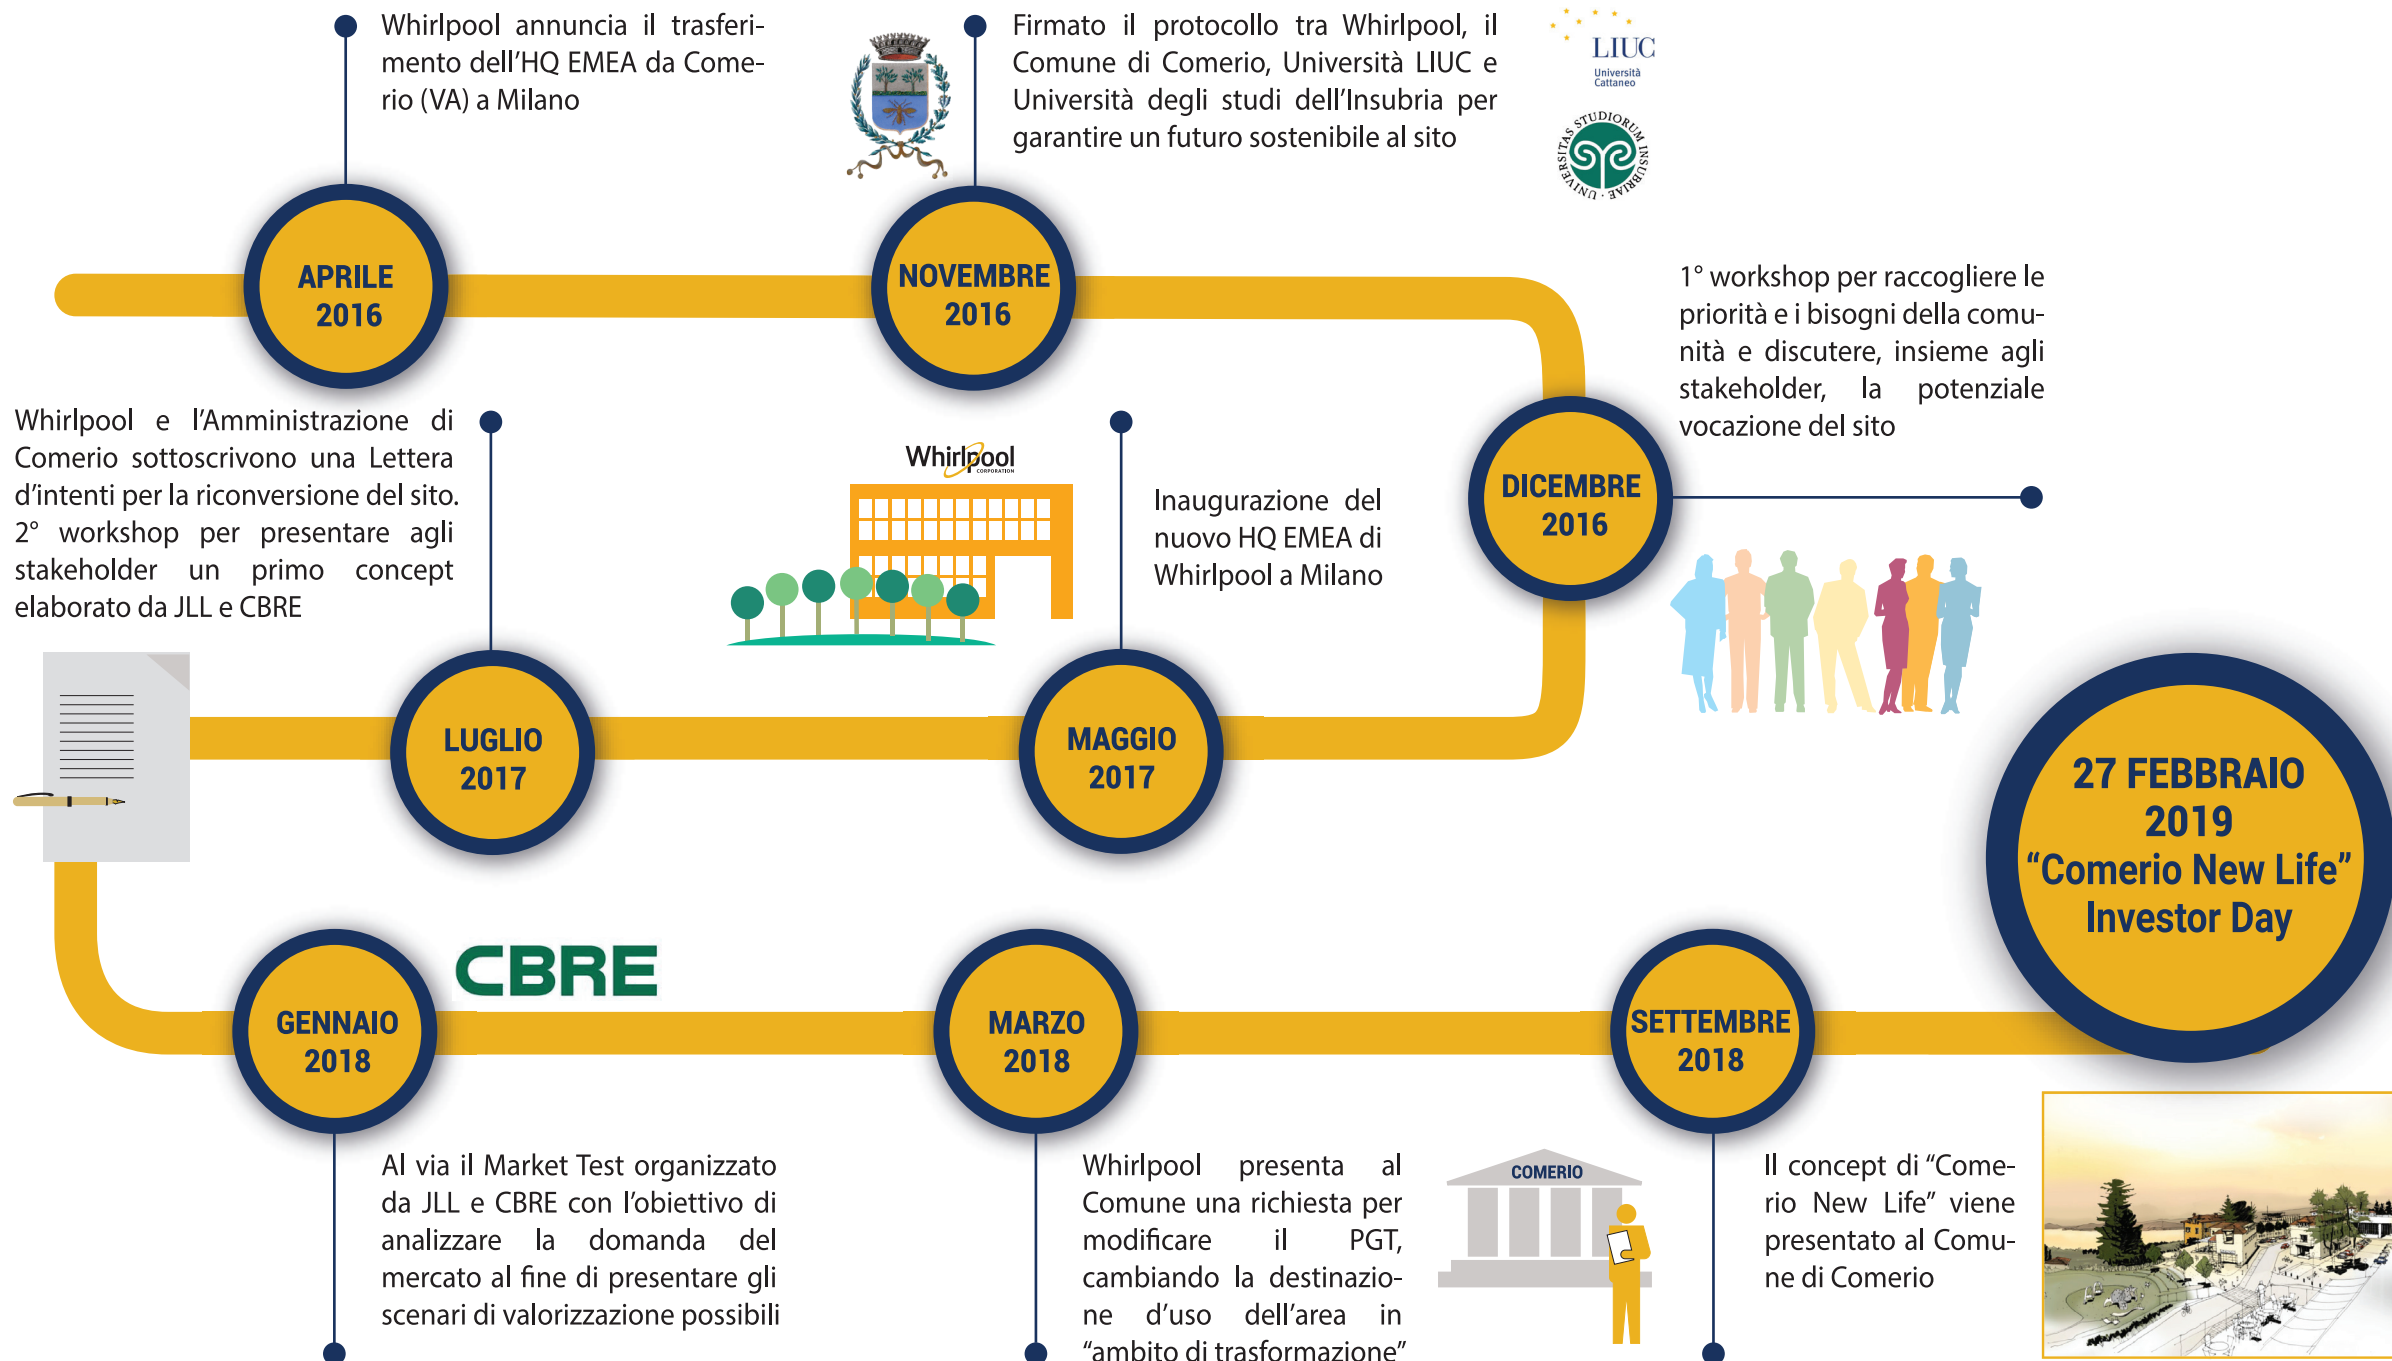 Whirlpool annuncia il trasferi-
mento dell'HQ EMEA da Come-
rio (VA) a Milano
APRILE
2016
Firmato il protocollo tra Whirlpool, il
Comune di Comerio, Università LIUC e
Università degli studi dell'Insubria per
garantire un futuro sostenibile al sito
LIUC
Università
Cattaneo
UNIVERSITAS STUDIORUM INSUBRIAE
NOVEMBRE
2016
1° workshop per raccogliere le
priorità e i bisogni della comu-
nità e discutere, insieme agli
stakeholder, la potenziale
vocazione del sito
DICEMBRE
2016
Whirlpool
CORPORATION
Inaugurazione del
nuovo HQ EMEA di
Whirlpool a Milano
MAGGIO
2017
Whirlpool e l'Amministrazione di
Comerio sottoscrivono una Lettera
d'intenti per la riconversione del sito.
2° workshop per presentare agli
stakeholder un primo concept
elaborato da JLL e CBRE
LUGLIO
2017
GENNAIO
2018
CBRE
Al via il Market Test organizzato
da JLL e CBRE con l'obiettivo di
analizzare la domanda del
mercato al fine di presentare gli
scenari di valorizzazione possibili
MARZO
2018
Whirlpool presenta al
Comune una richiesta per
modificare il PGT,
cambiando la destinazio-
ne d'uso dell'area in
“ambito di trasformazione”
COMERIO
SETTEMBRE
2018
Il concept di “Come-
rio New Life” viene
presentato al Comu-
ne di Comerio
27 FEBBRAIO
2019
“Comerio New Life”
Investor Day